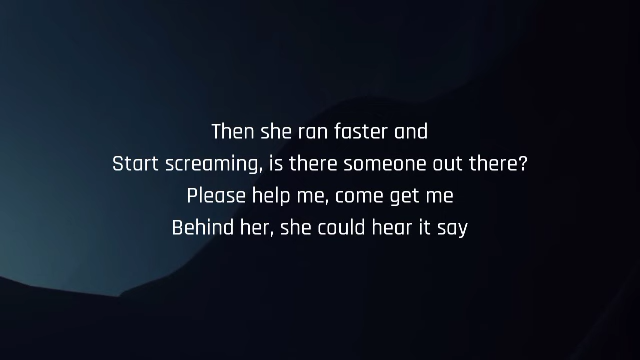 Then she ran faster and
Start screaming, is there someone out there?
Please help me, come get me
Behind her, she could hear it say